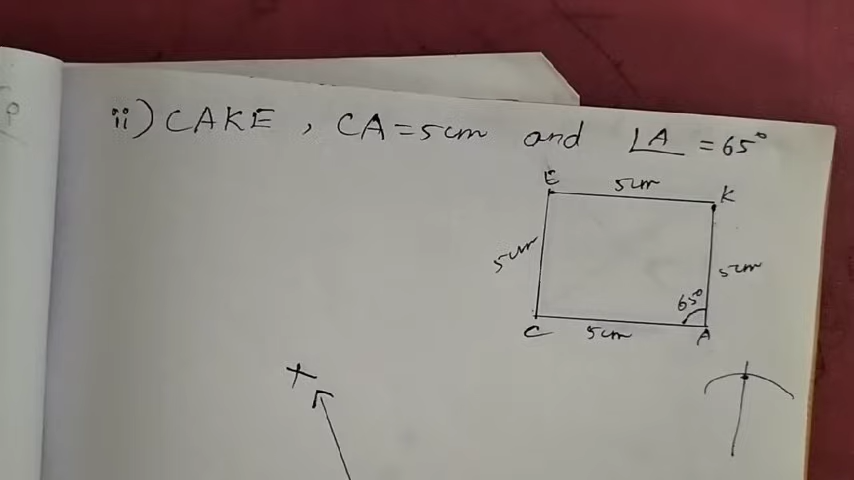 ii) CAKE , CA = 5cm and ∠A = 65°
E 5cm K
5cm 5cm
65°
C 5cm A